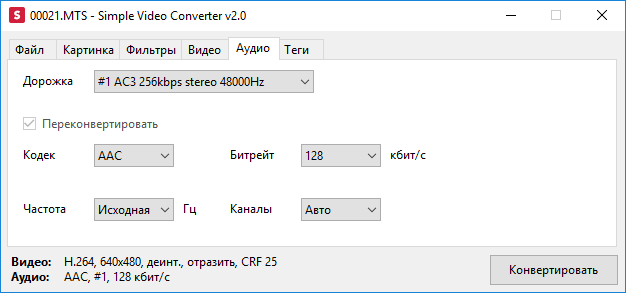 S 00021.MTS - Simple Video Converter v2.0
Файл Картинка Фильтры Видео Аудио Теги
Дорожка #1 AC3 256kbps stereo 48000Hz
Переконвертировать
Кодек AAC Битрейт 128 кбит/с
Частота Исходная Гц Каналы Авто
Видео: H.264, 640x480, деинт., отразить, CRF 25
Аудио: AAC, #1, 128 кбит/с
Конвертировать